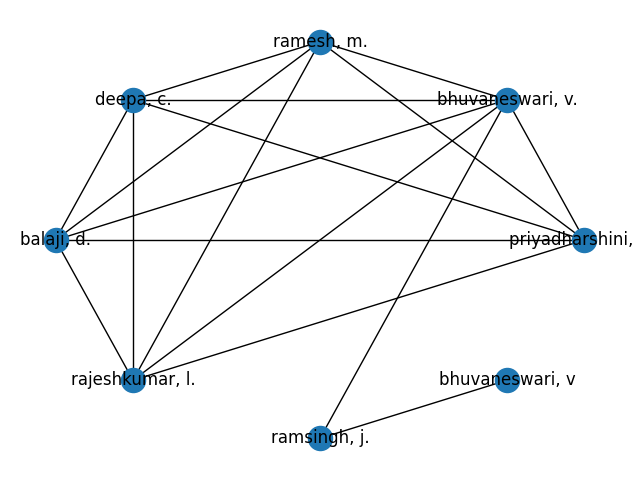 ramesh, m.
deepa, c.
bhuvaneswari, v.
balaji, d.
priyadharshini,
rajeshkumar, l.
bhuvaneswari, v
ramsingh, j.